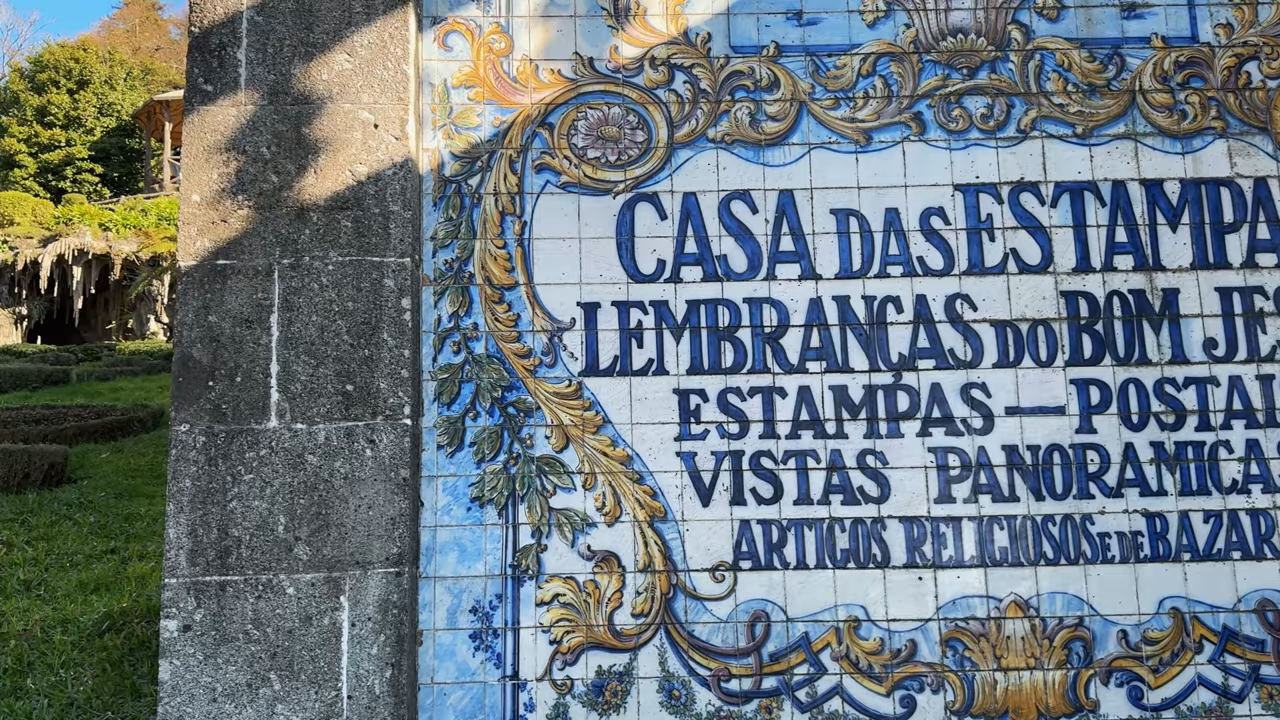 CASA DAS ESTAMPA
LEMBRANÇAS DO BOM JE
ESTAMPAS — POSTAI
VISTAS PANORAMICAS
ARTIGOS RELIGIOSOS E DE BAZAR